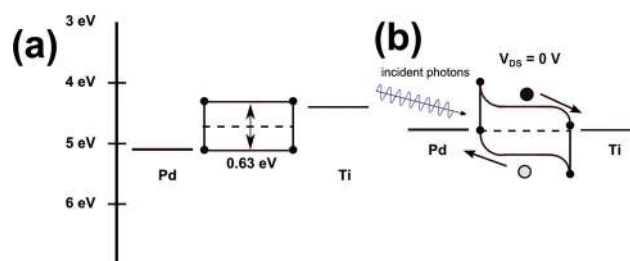 (a)
3 eV
4 eV
5 eV
6 eV
Pd
0.63 eV
Ti
(b)
V_DS = 0 V
incident photons
Pd
Ti